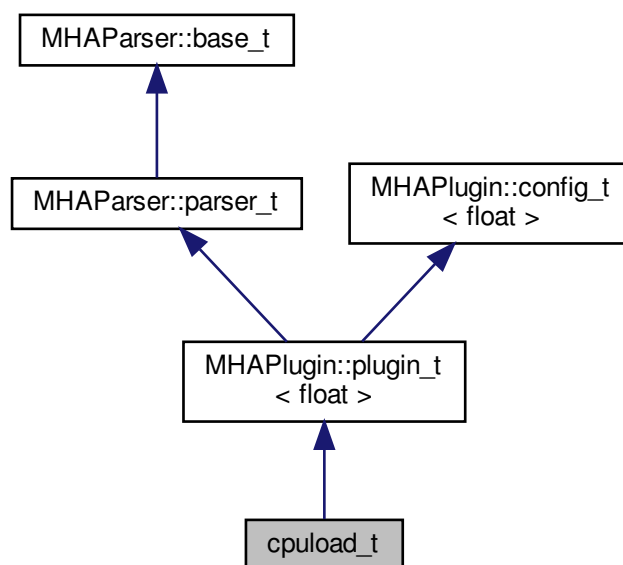 MHAParser::base_t
MHAParser::parser_t
MHAPlugin::config_t
< float >
MHAPlugin::plugin_t
< float >
cpuload_t